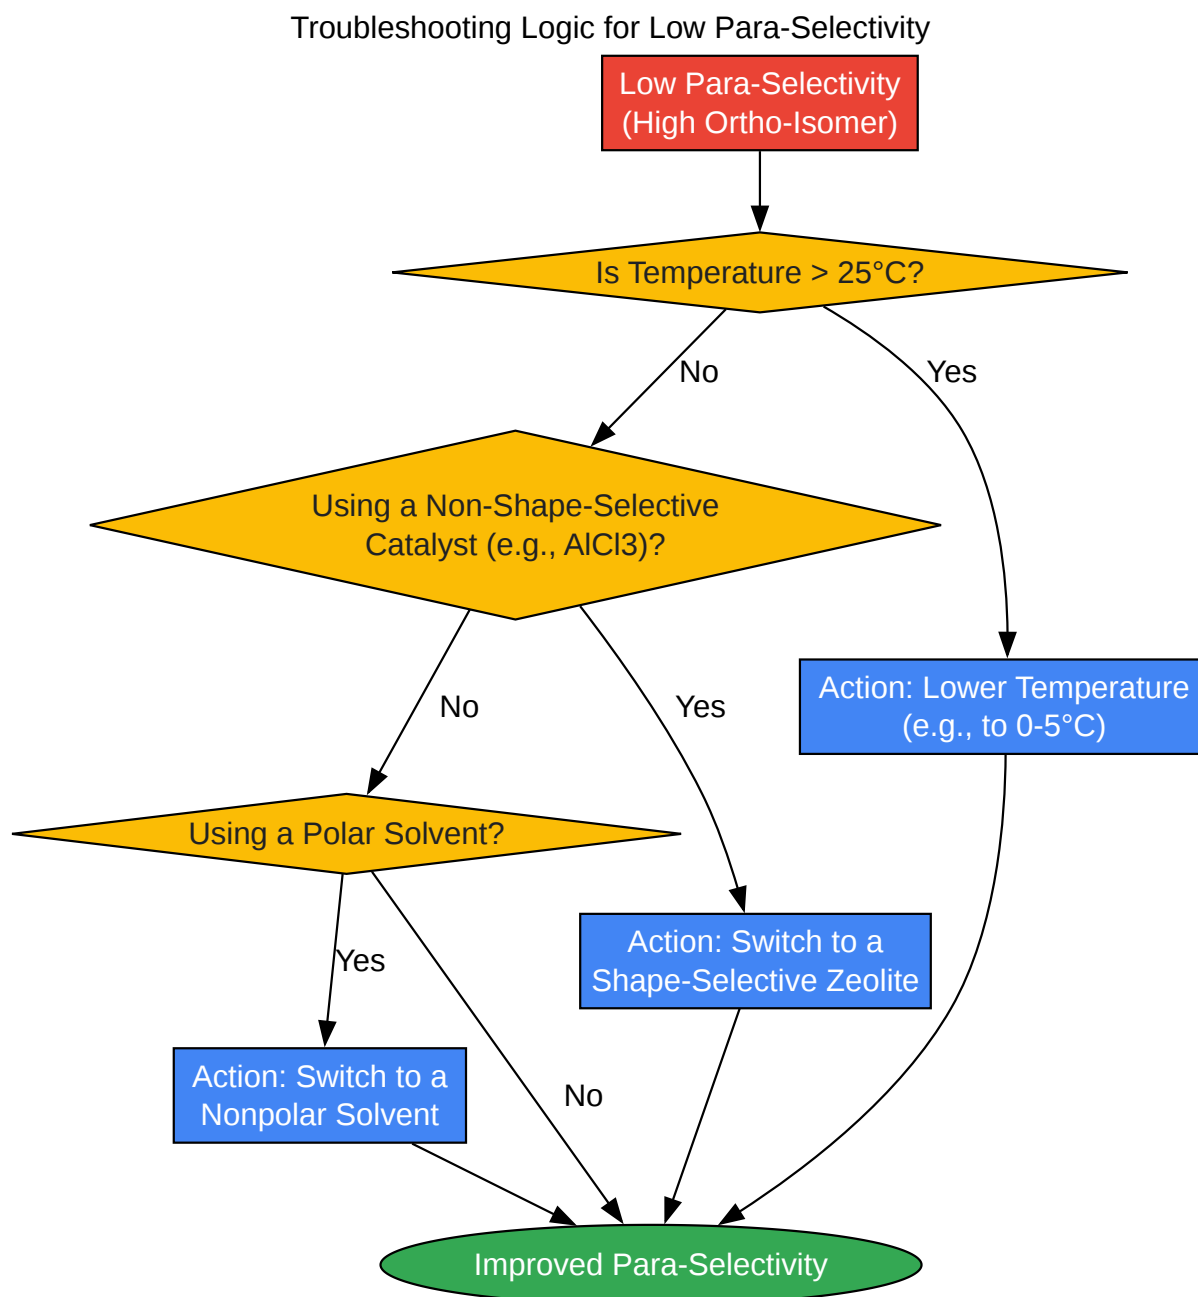 Troubleshooting Logic for Low Para-Selectivity
Low Para-Selectivity
(High Ortho-Isomer)
Is Temperature > 25°C?
No
Yes
Using a Non-Shape-Selective
Catalyst (e.g., AlCl3)?
No
Yes
Action: Lower Temperature
(e.g., to 0-5°C)
Using a Polar Solvent?
Action: Switch to a
Shape-Selective Zeolite
Yes
Action: Switch to a
Nonpolar Solvent
No
Improved Para-Selectivity